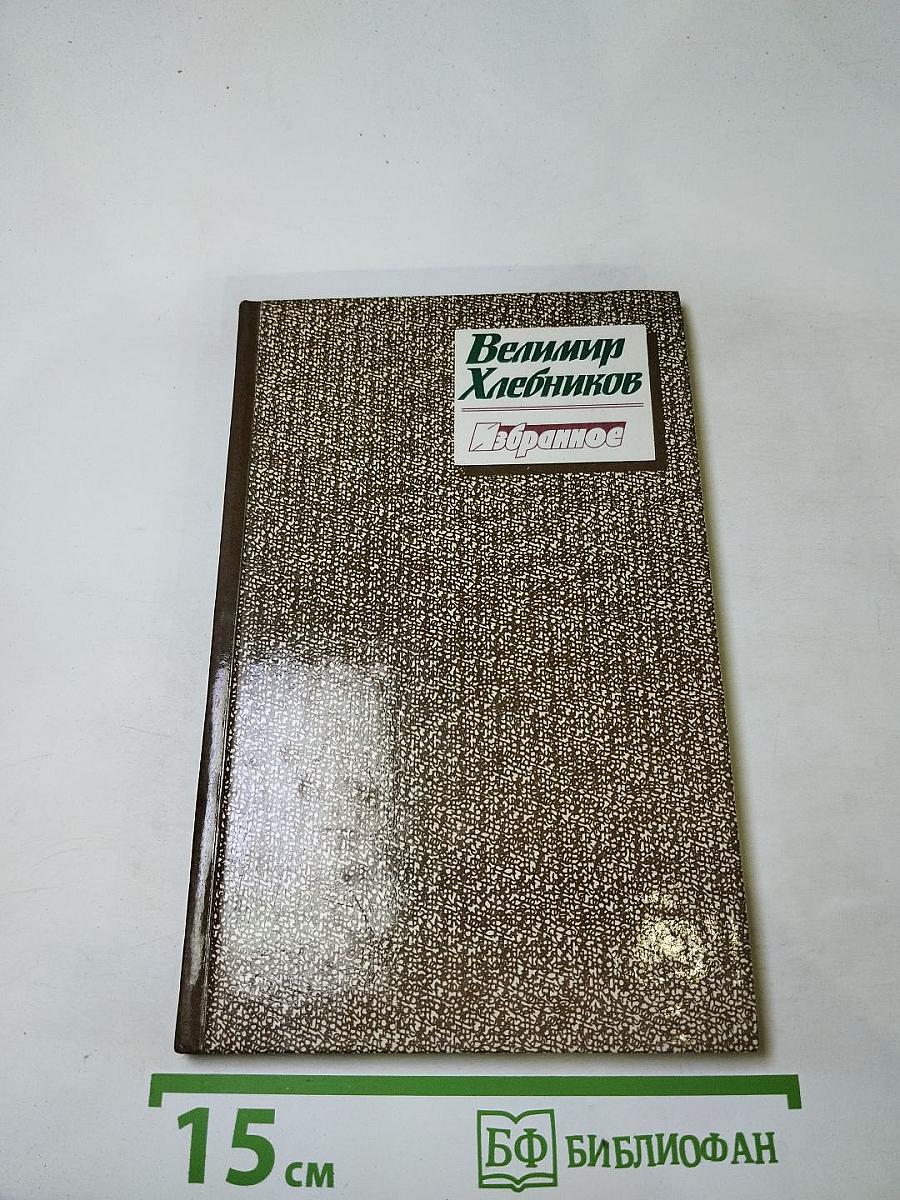 Велимир
Хлебников
Избранное
15 см
БФ БИБЛИОФАН